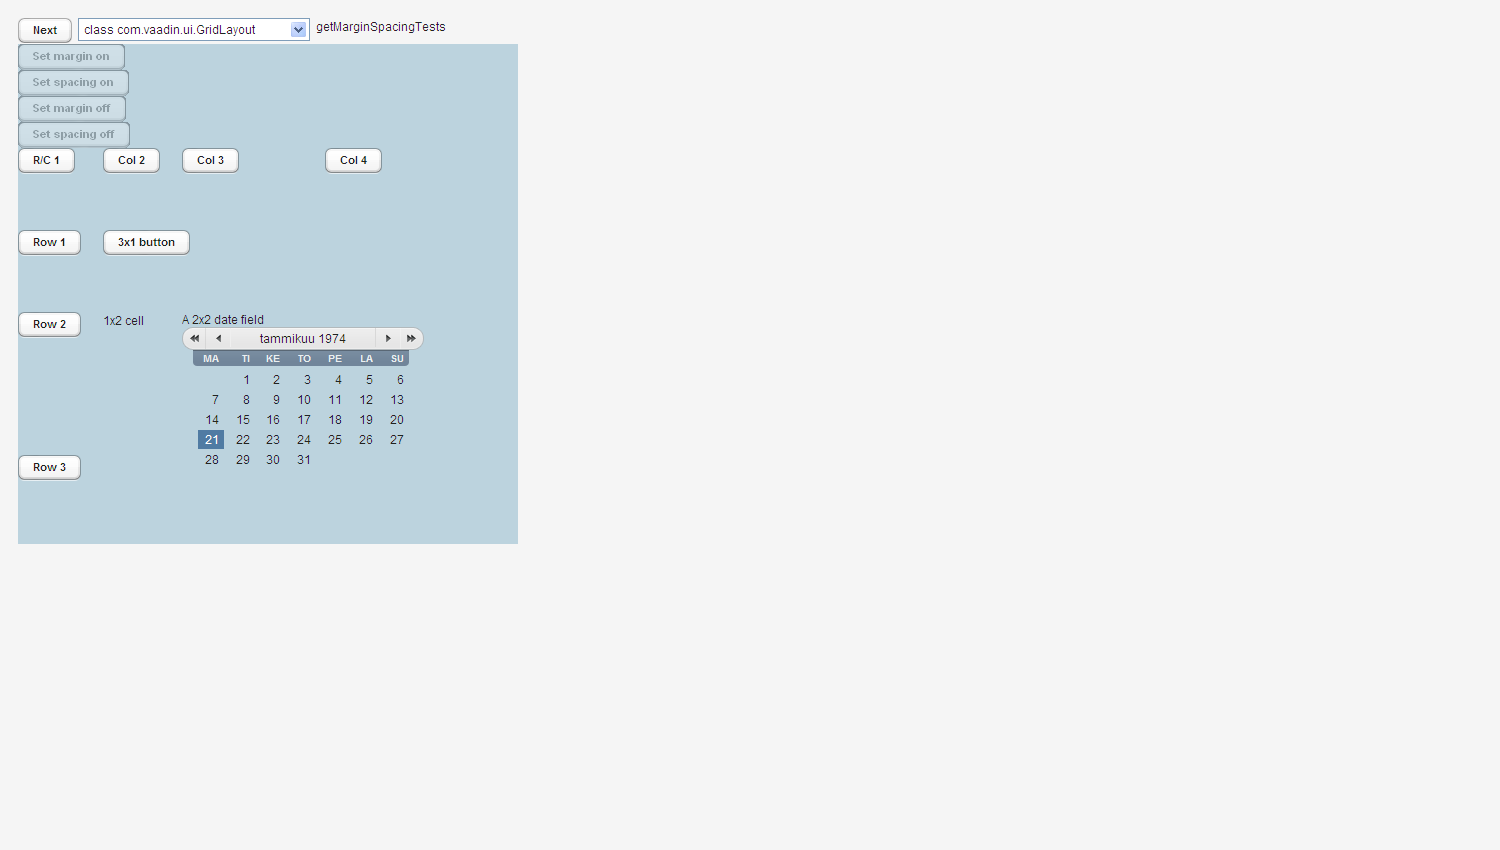 Next class com.vaadin.ui.GridLayout getMarginSpacingTests
Set margin on
Set spacing on
Set margin off
Set spacing off
R/C 1 Col 2 Col 3 Col 4
Row 1 3x1 button
Row 2 1x2 cell A 2x2 date field
tammikuu 1974
MA TI KE TO PE LA SU
1 2 3 4 5 6
7 8 9 10 11 12 13
14 15 16 17 18 19 20
21 22 23 24 25 26 27
28 29 30 31
Row 3